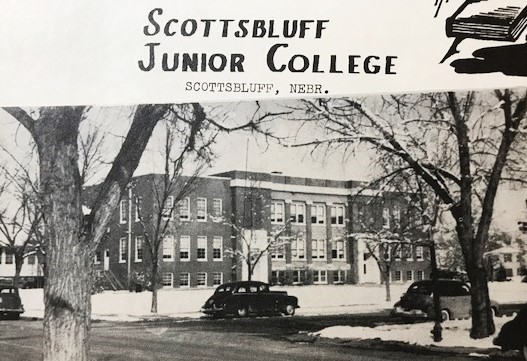 Scottsbluff
Junior College
SCOTTSBLUFF, NEBR.